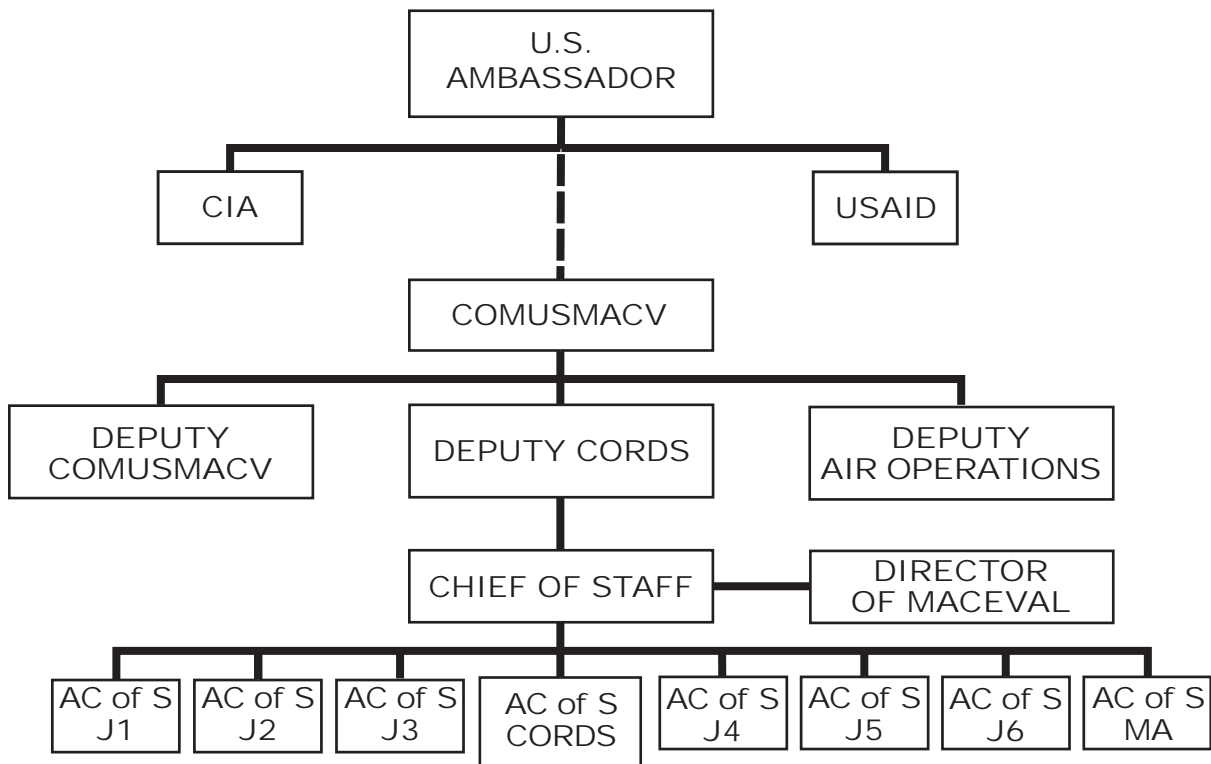 U.S.
AMBASSADOR
CIA
USAID
COMUSMACV
DEPUTY
COMUSMACV
DEPUTY CORDS
DEPUTY
AIR OPERATIONS
CHIEF OF STAFF
DIRECTOR
OF MACEVAL
AC of S
J1
AC of S
J2
AC of S
J3
AC of S
CORDS
AC of S
J4
AC of S
J5
AC of S
J6
AC of S
MA